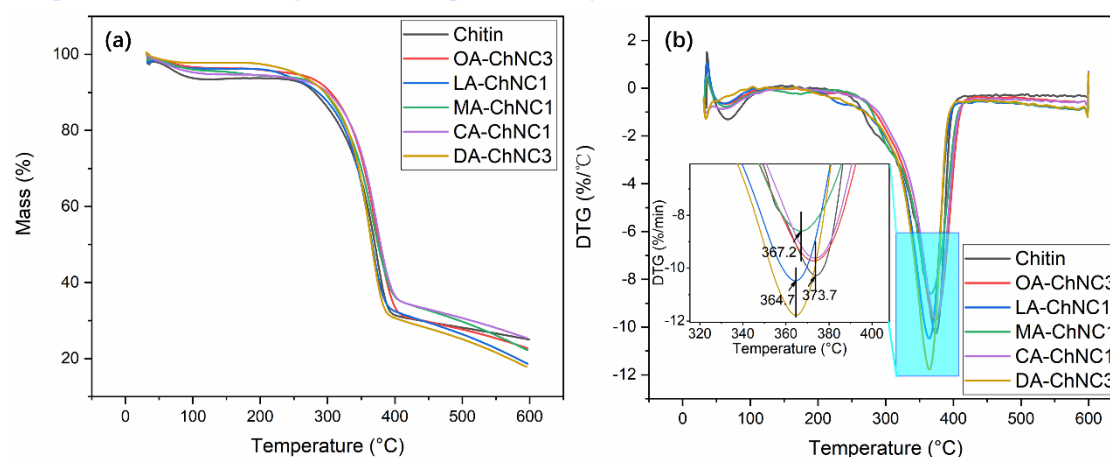 (a)
Chitin
OA-ChNC3
LA-ChNC1
MA-ChNC1
CA-ChNC1
DA-ChNC3
100
80
60
40
20
Mass (%)
0 100 200 300 400 500 600
Temperature (°C)
(b)
2
0
-2
-4
-6
-8
-10
-12
DTG (%/℃)
0 100 200 300 400 500 600
Temperature (°C)
-8
-10
-12
DTG (%/min)
367.2
364.7
373.7
320 340 360 380 400
Temperature (°C)
Chitin
OA-ChNC3
LA-ChNC1
MA-ChNC1
CA-ChNC1
DA-ChNC3